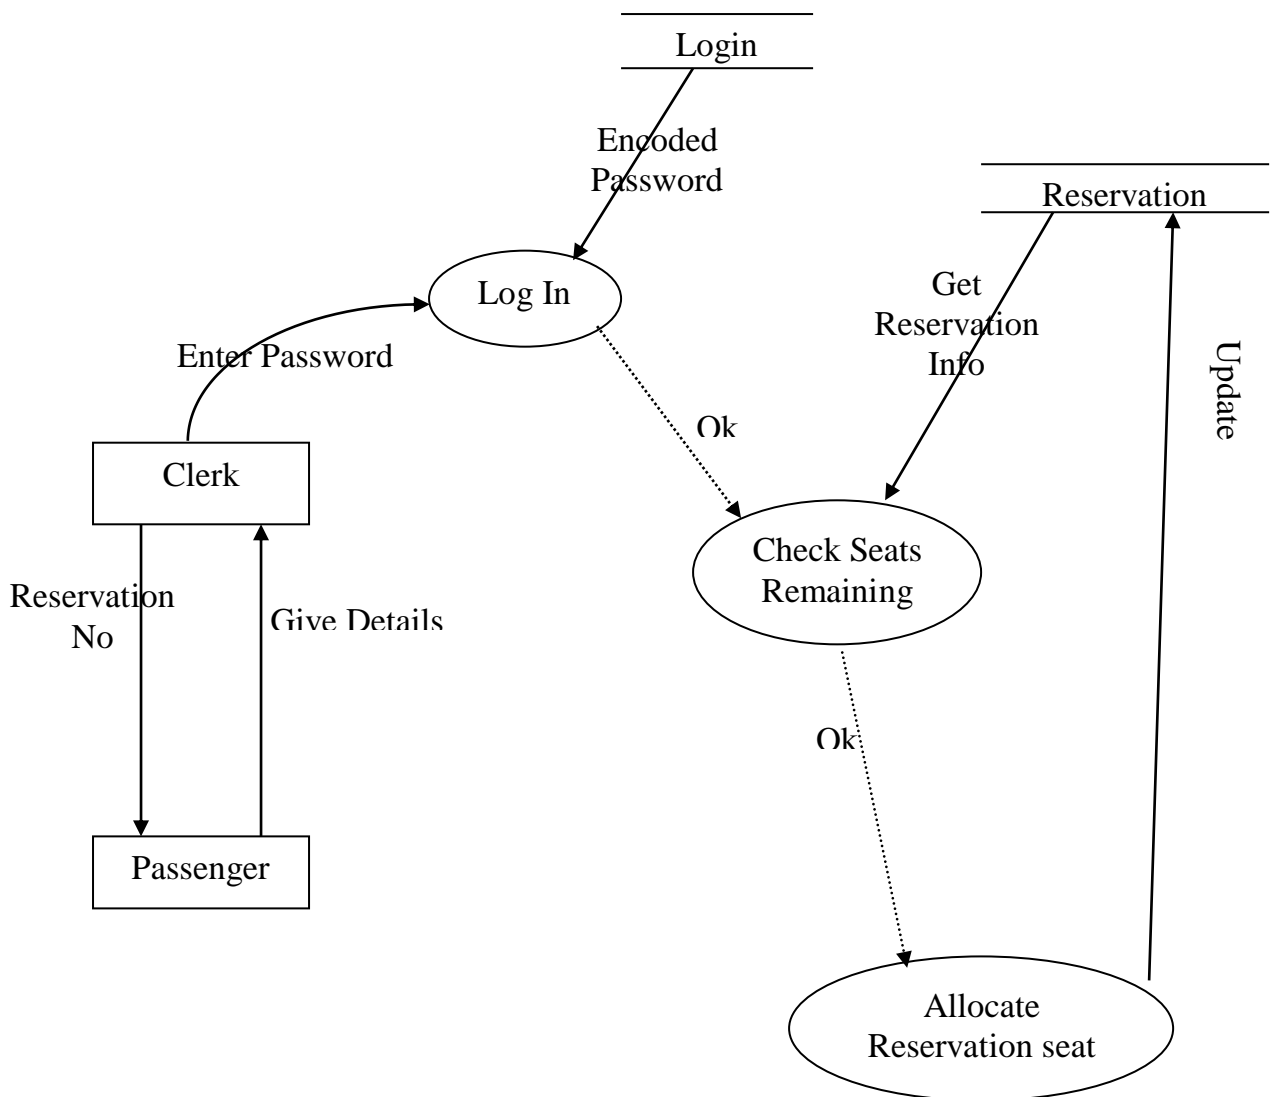 Login
Encoded
Password
Reservation
Log In
Get
Reservation
Info
Enter Password
Update
Ok
Clerk
Check Seats
Remaining
Reservation
No
Give Details
Ok
Passenger
Allocate
Reservation seat